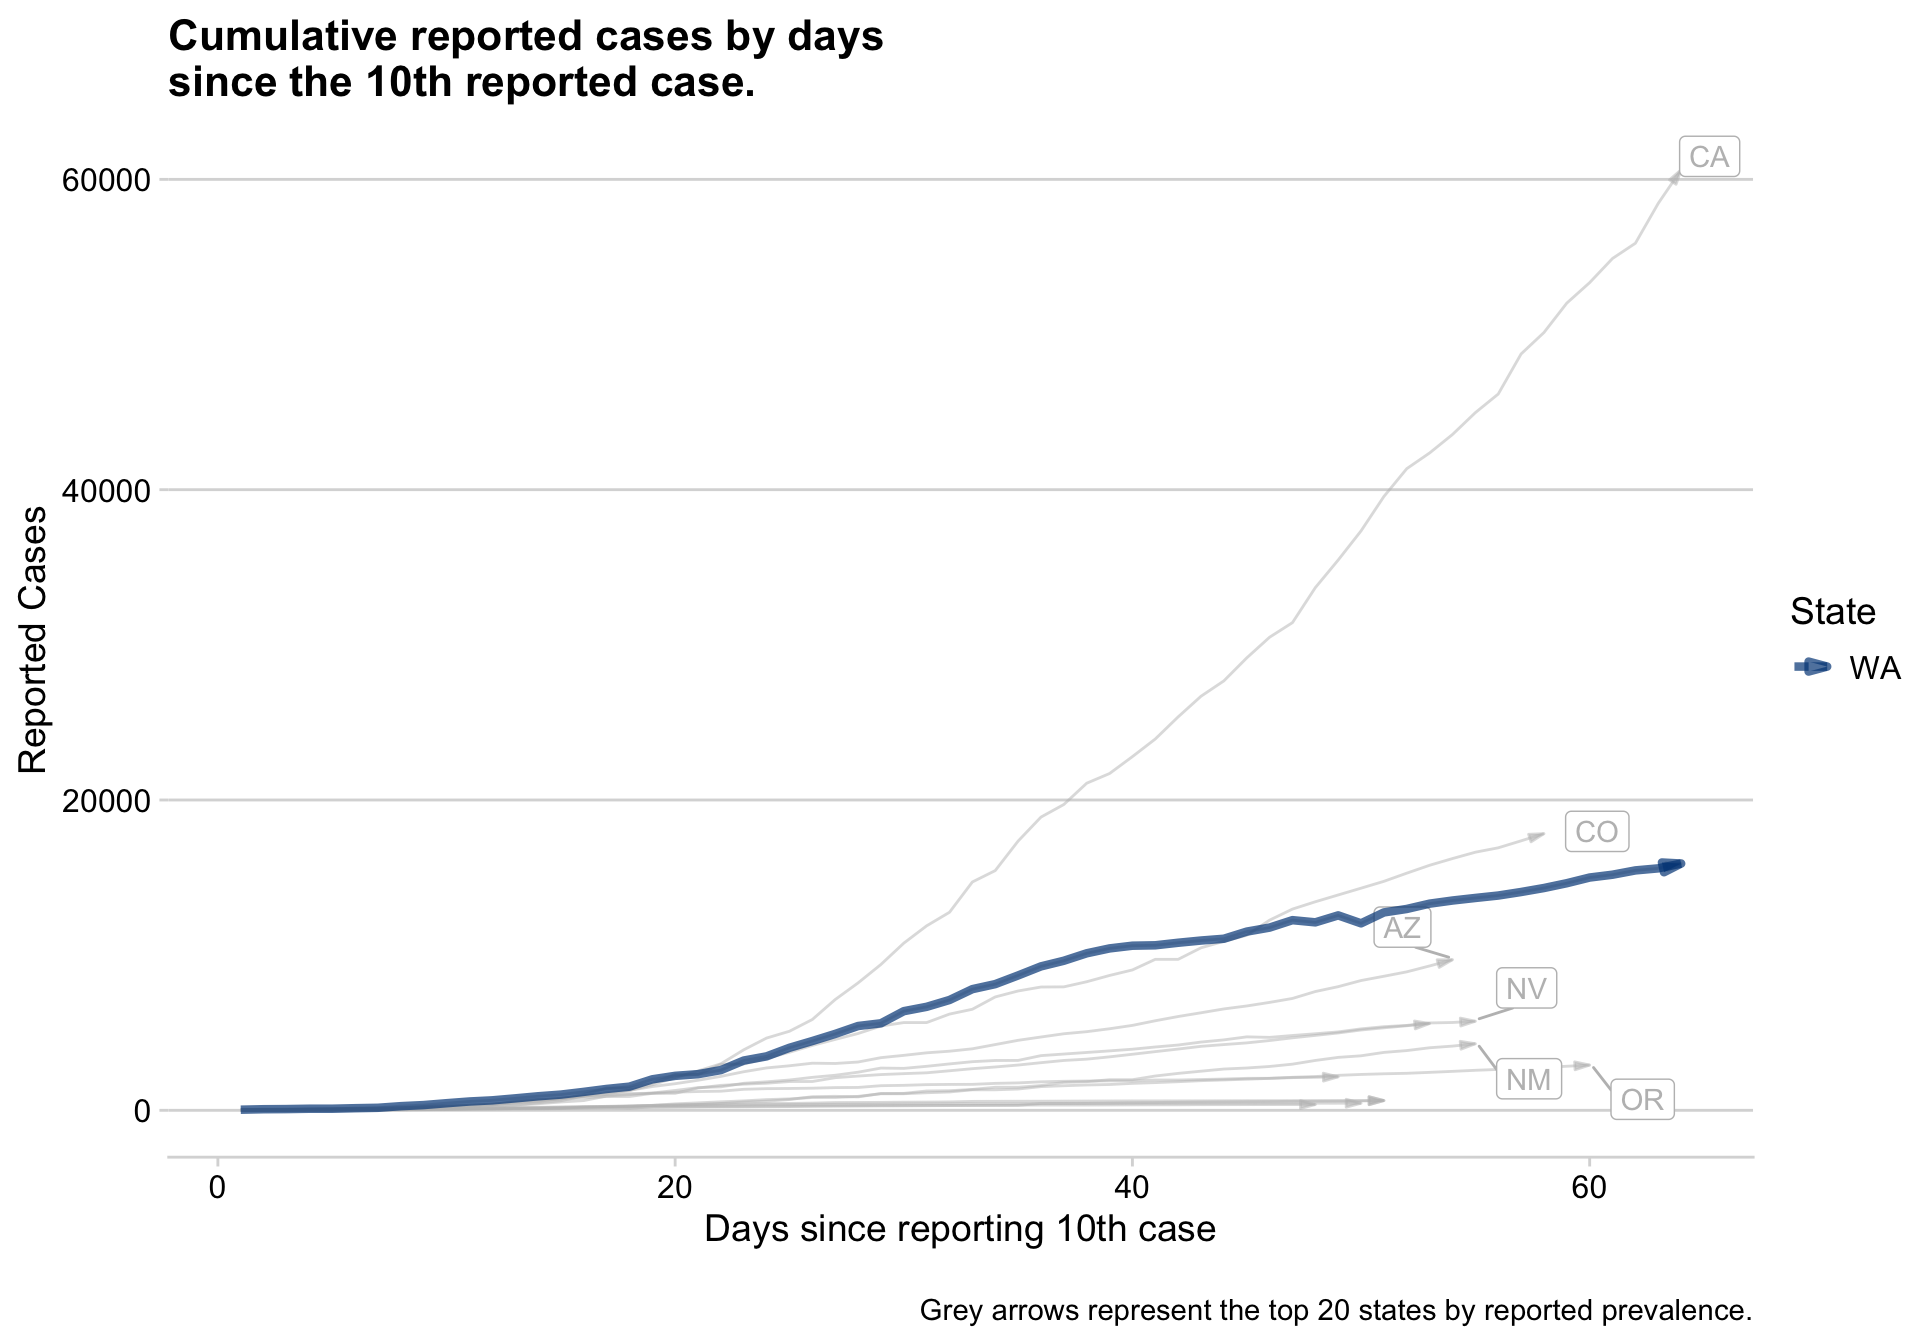 Cumulative reported cases by days
since the 10th reported case.
CA
60000
40000
20000
0
CO
AZ
NV
NM
OR
Reported Cases
State
WA
0 20 40 60
Days since reporting 10th case
Grey arrows represent the top 20 states by reported prevalence.